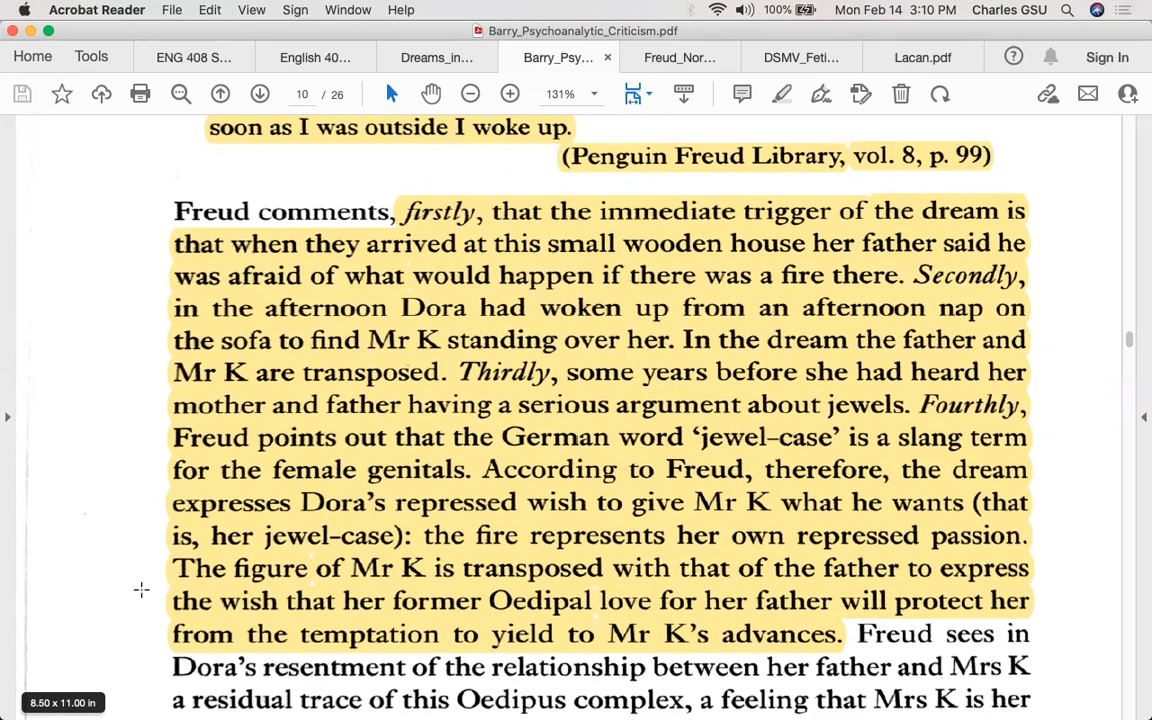 Acrobat Reader File Edit View Sign Window Help 100% Mon Feb 14 3:10 PM Charles GSU
Barry_Psychoanalytic_Criticism.pdf
Home Tools ENG 408 S... English 40... Dreams_in... Barry_Psy... × Freud_Nor... DSMV_Feti... Lacan.pdf Sign In
10 / 26 131%
soon as I was outside I woke up.
(Penguin Freud Library, vol. 8, p. 99)
Freud comments, firstly, that the immediate trigger of the dream is
that when they arrived at this small wooden house her father said he
was afraid of what would happen if there was a fire there. Secondly,
in the afternoon Dora had woken up from an afternoon nap on
the sofa to find Mr K standing over her. In the dream the father and
Mr K are transposed. Thirdly, some years before she had heard her
mother and father having a serious argument about jewels. Fourthly,
Freud points out that the German word ‘jewel-case’ is a slang term
for the female genitals. According to Freud, therefore, the dream
expresses Dora’s repressed wish to give Mr K what he wants (that
is, her jewel-case): the fire represents her own repressed passion.
The figure of Mr K is transposed with that of the father to express
the wish that her former Oedipal love for her father will protect her
from the temptation to yield to Mr K’s advances. Freud sees in
Dora’s resentment of the relationship between her father and Mrs K
a residual trace of this Oedipus complex, a feeling that Mrs K is her
8.50 x 11.00 in